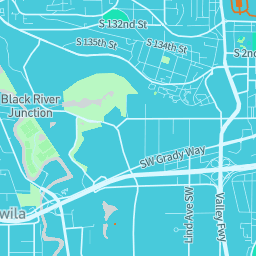 S 132nd St
S 135th St
S 134th St
S 2nd
Black River
Junction
SW Grady Way
wila
Lind Ave SW
Valley Fwy